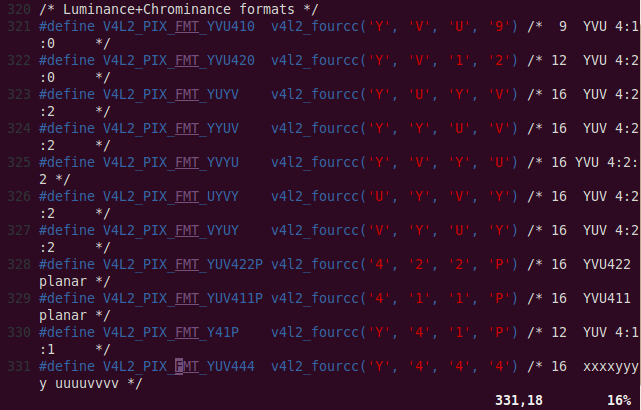 320 /* Luminance+Chrominance formats */
321 #define V4L2_PIX_FMT_YVU410  v4l2_fourcc('Y', 'V', 'U', '9') /*  9  YVU 4:1
:0     */
322 #define V4L2_PIX_FMT_YVU420  v4l2_fourcc('Y', 'V', '1', '2') /* 12  YVU 4:2
:0     */
323 #define V4L2_PIX_FMT_YUYV    v4l2_fourcc('Y', 'U', 'Y', 'V') /* 16  YUV 4:2
:2     */
324 #define V4L2_PIX_FMT_YYUV    v4l2_fourcc('Y', 'Y', 'U', 'V') /* 16  YUV 4:2
:2     */
325 #define V4L2_PIX_FMT_YVYU    v4l2_fourcc('Y', 'V', 'Y', 'U') /* 16 YVU 4:2:
2 */
326 #define V4L2_PIX_FMT_UYVY    v4l2_fourcc('U', 'Y', 'V', 'Y') /* 16  YUV 4:2
:2     */
327 #define V4L2_PIX_FMT_VYUY    v4l2_fourcc('V', 'Y', 'U', 'Y') /* 16  YUV 4:2
:2     */
328 #define V4L2_PIX_FMT_YUV422P v4l2_fourcc('4', '2', '2', 'P') /* 16  YVU422
planar */
329 #define V4L2_PIX_FMT_YUV411P v4l2_fourcc('4', '1', '1', 'P') /* 16  YVU411
planar */
330 #define V4L2_PIX_FMT_Y41P    v4l2_fourcc('Y', '4', '1', 'P') /* 12  YUV 4:1
:1     */
331 #define V4L2_PIX_FMT_YUV444  v4l2_fourcc('Y', '4', '4', '4') /* 16  xxxxyyy
y uuuuvvvv */
331,18        16%